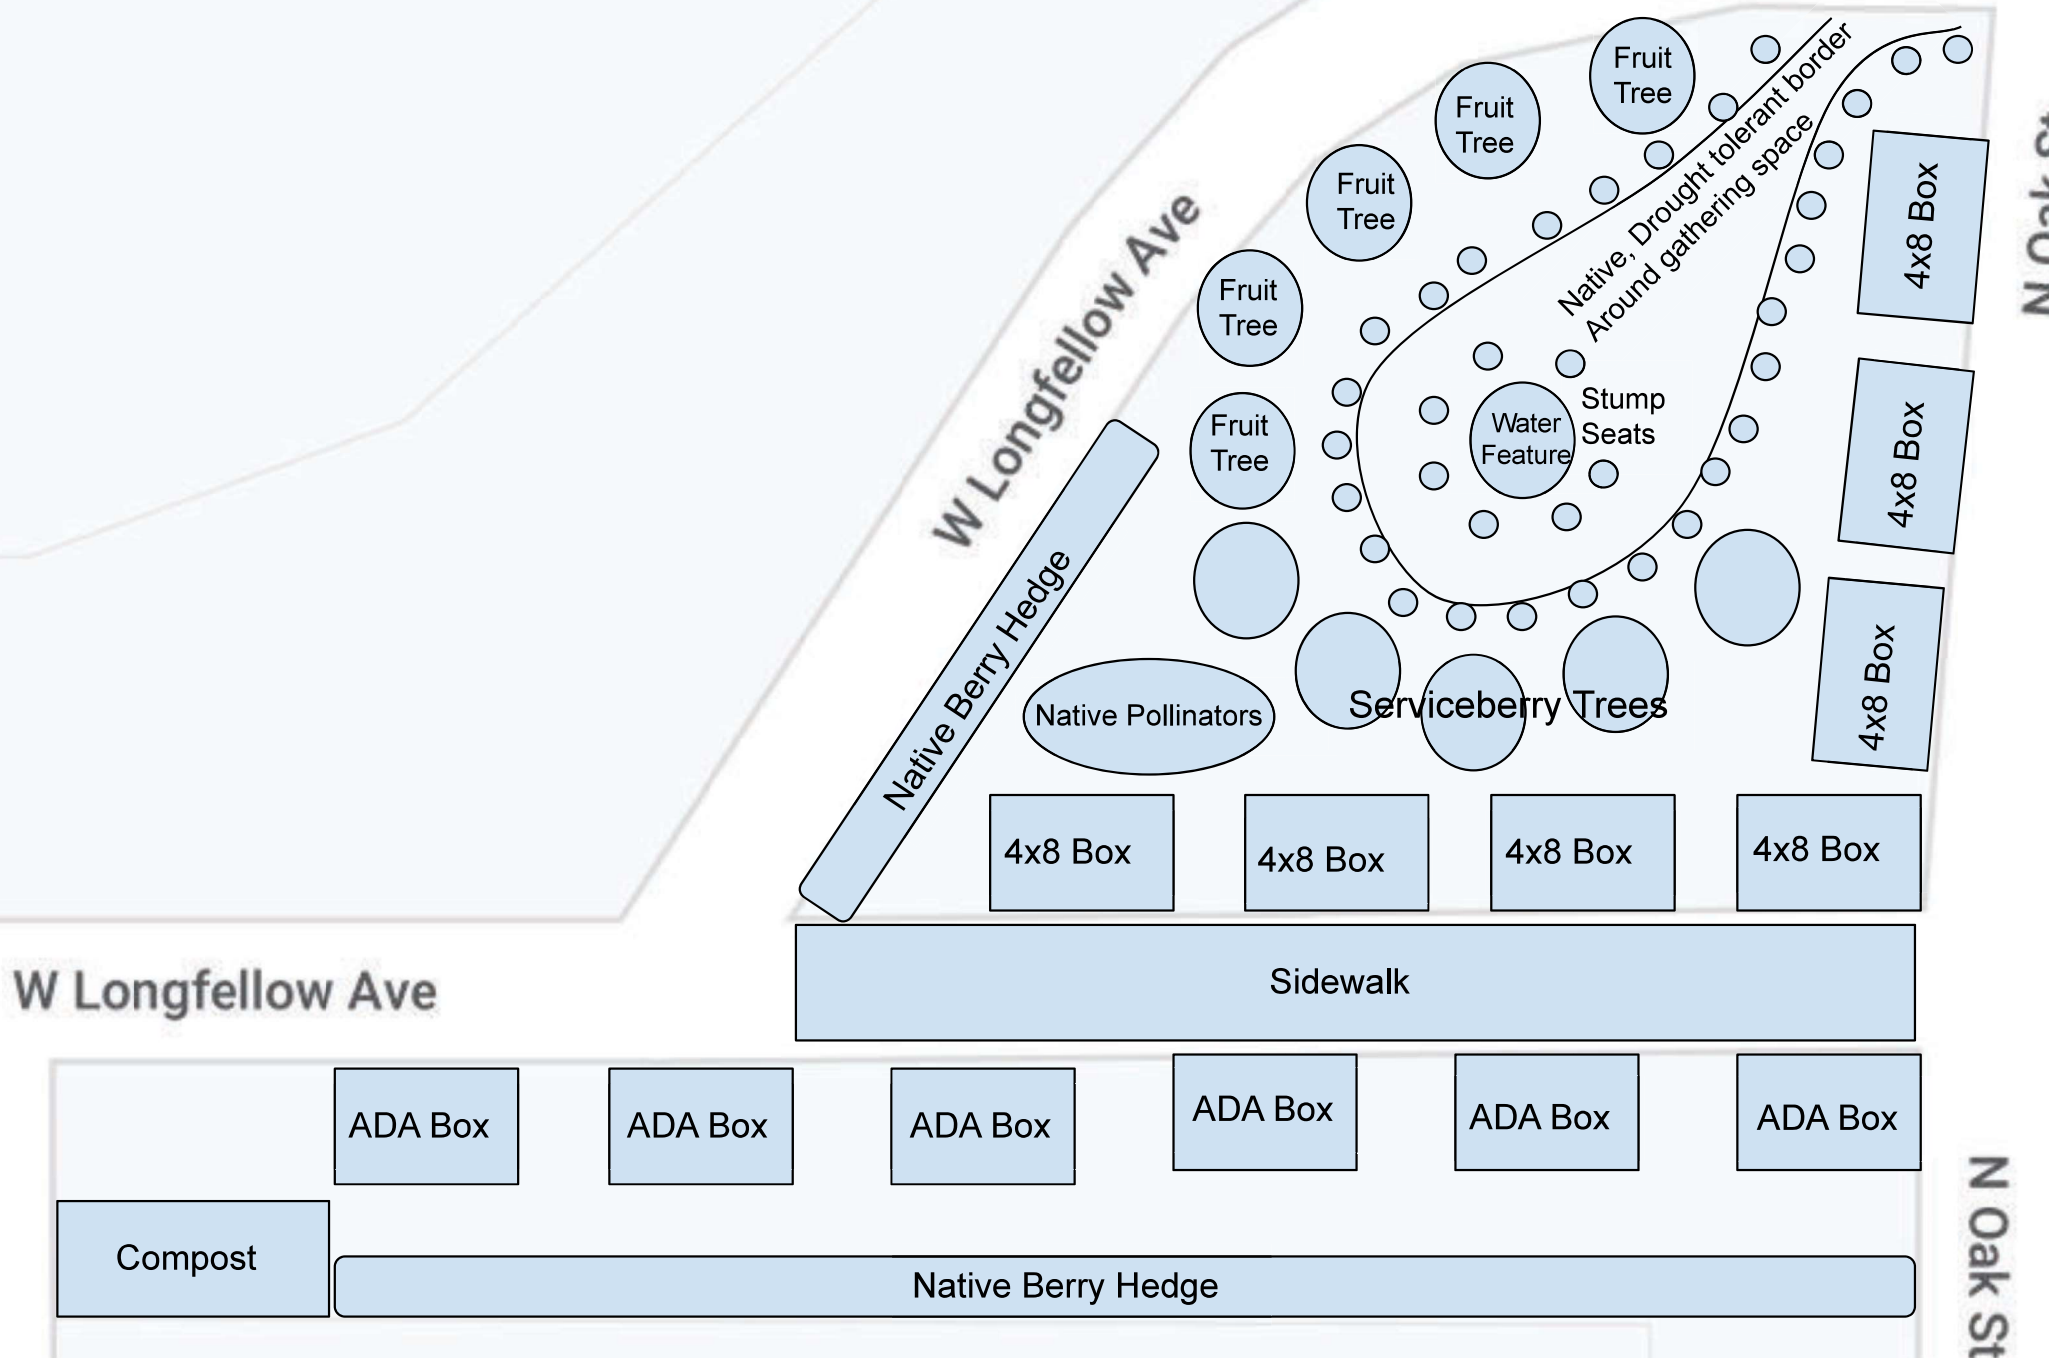 Fruit
Tree
Fruit
Tree
Fruit
Tree
Fruit
Tree
Fruit
Tree
Native, Drought tolerant border
Around gathering space
4x8 Box
4x8 Box
4x8 Box
W Longfellow Ave
Stump
Seats
Water
Feature
Native Berry Hedge
Native Pollinators
Serviceberry Trees
4x8 Box
4x8 Box
4x8 Box
4x8 Box
Sidewalk
W Longfellow Ave
ADA Box
ADA Box
ADA Box
ADA Box
ADA Box
ADA Box
Compost
Native Berry Hedge
N Oak St
N Oak St